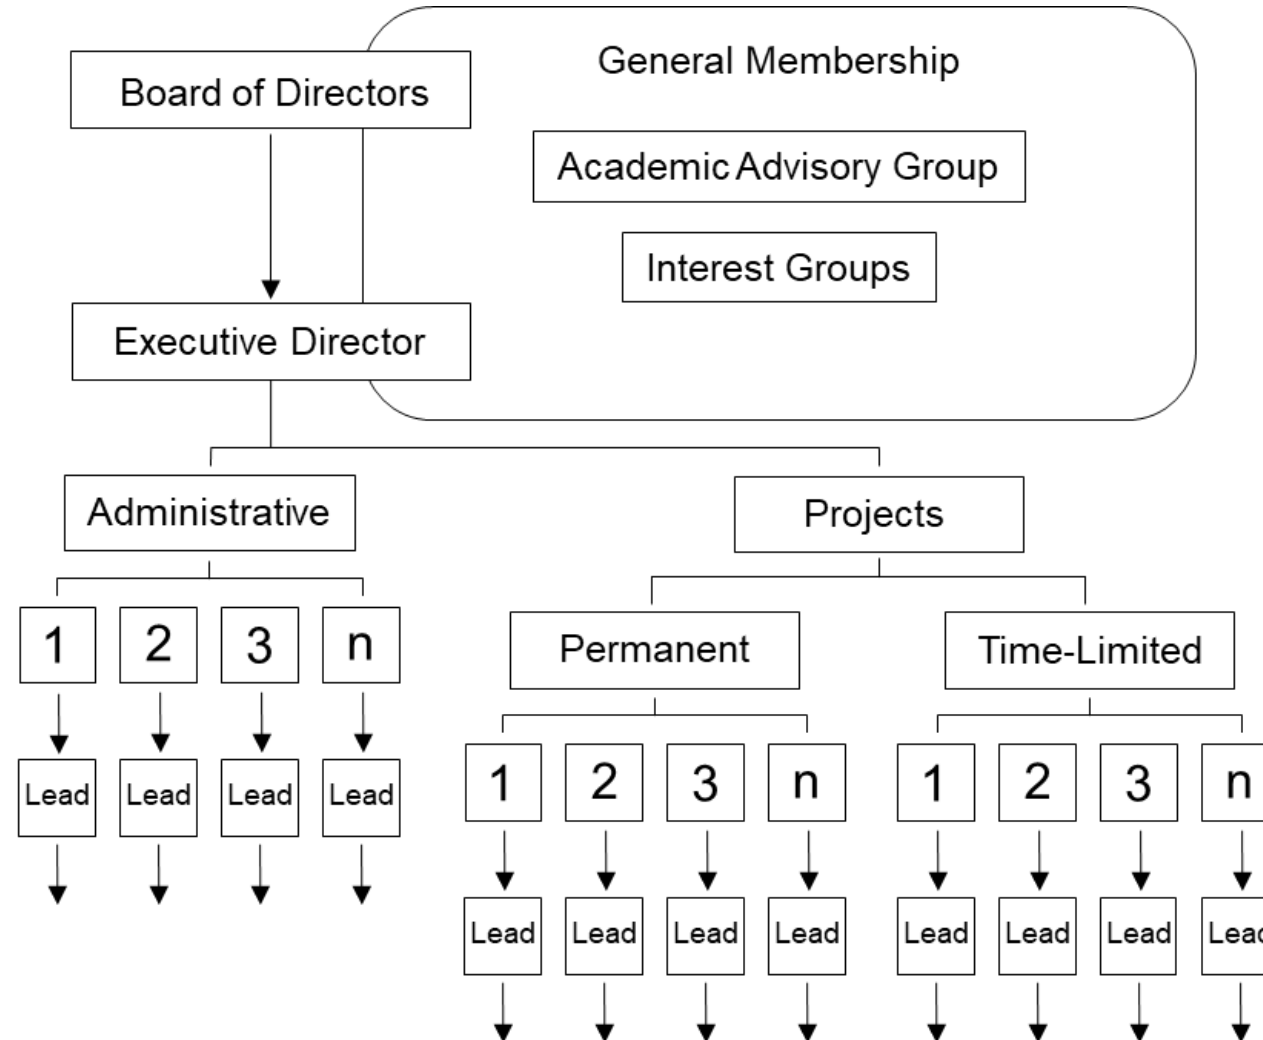 General Membership
Board of Directors
Academic Advisory Group
Interest Groups
Executive Director
Administrative
Projects
1 2 3 n
Permanent
Time-Limited
Lead Lead Lead Lead
1 2 3 n
1 2 3 n
Lead Lead Lead Lead
Lead Lead Lead Lead